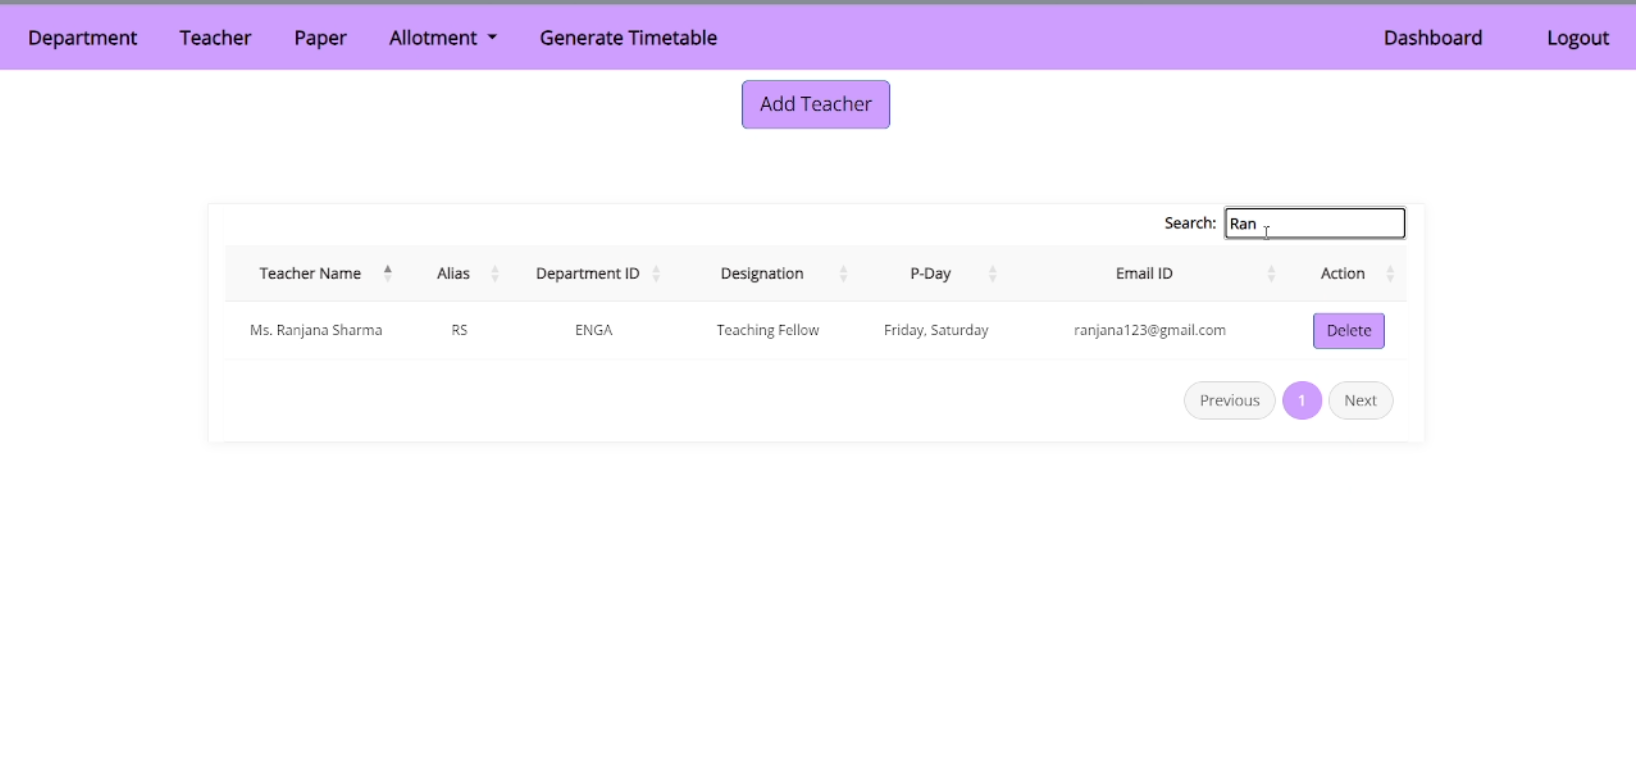 Department Teacher Paper Allotment Generate Timetable Dashboard Logout
Add Teacher
Search: Ran
Teacher Name Alias Department ID Designation P-Day Email ID Action
Ms. Ranjana Sharma RS ENGA Teaching Fellow Friday, Saturday ranjana123@gmail.com Delete
Previous 1 Next